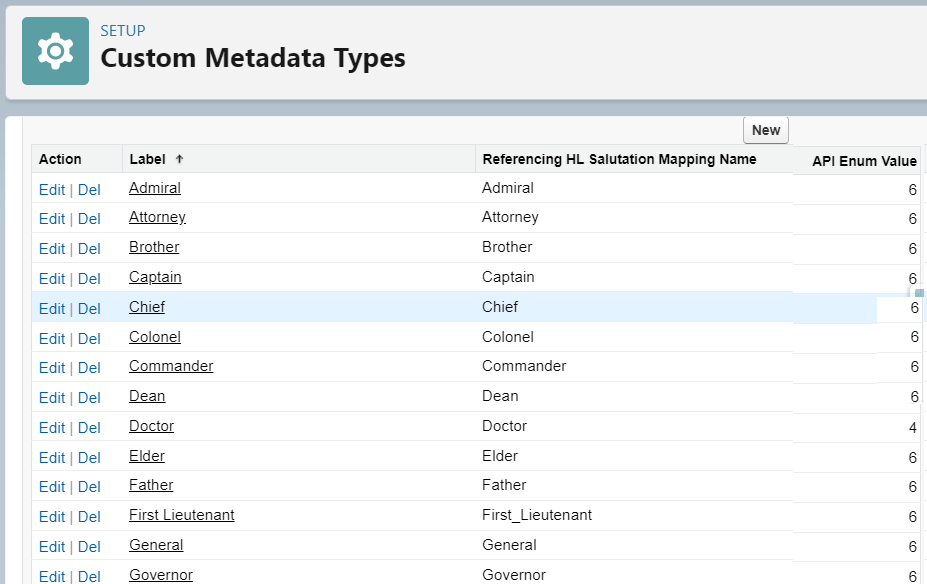 SETUP
Custom Metadata Types
New
Action Label ↑ Referencing HL Salutation Mapping Name API Enum Value
Edit | Del Admiral Admiral 6
Edit | Del Attorney Attorney 6
Edit | Del Brother Brother 6
Edit | Del Captain Captain 6
Edit | Del Chief Chief 6
Edit | Del Colonel Colonel 6
Edit | Del Commander Commander 6
Edit | Del Dean Dean 6
Edit | Del Doctor Doctor 4
Edit | Del Elder Elder 6
Edit | Del Father Father 6
Edit | Del First Lieutenant First_Lieutenant 6
Edit | Del General General 6
Edit | Del Governor Governor 6